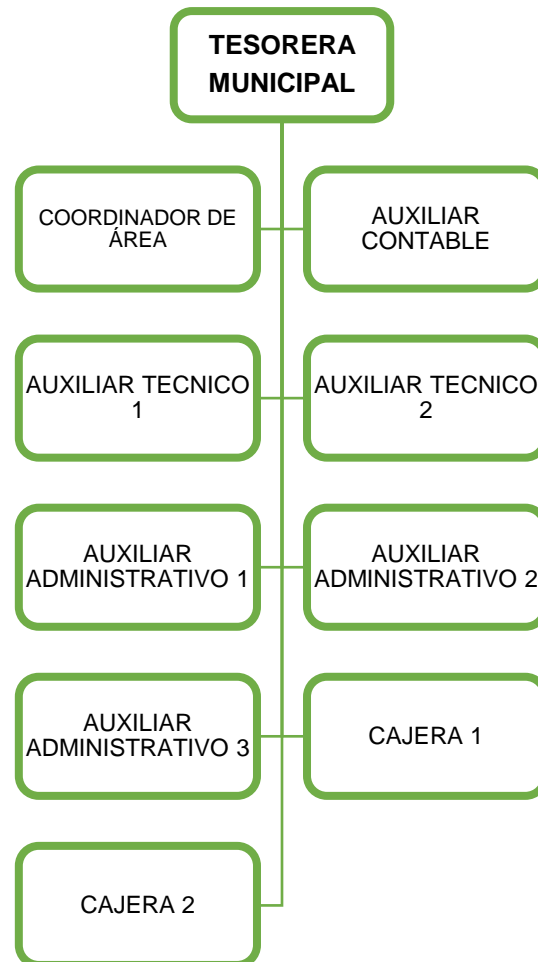 TESORERA
MUNICIPAL
COORDINADOR DE
ÁREA
AUXILIAR
CONTABLE
AUXILIAR TECNICO
1
AUXILIAR TECNICO
2
AUXILIAR
ADMINISTRATIVO 1
AUXILIAR
ADMINISTRATIVO 2
AUXILIAR
ADMINISTRATIVO 3
CAJERA 1
CAJERA 2